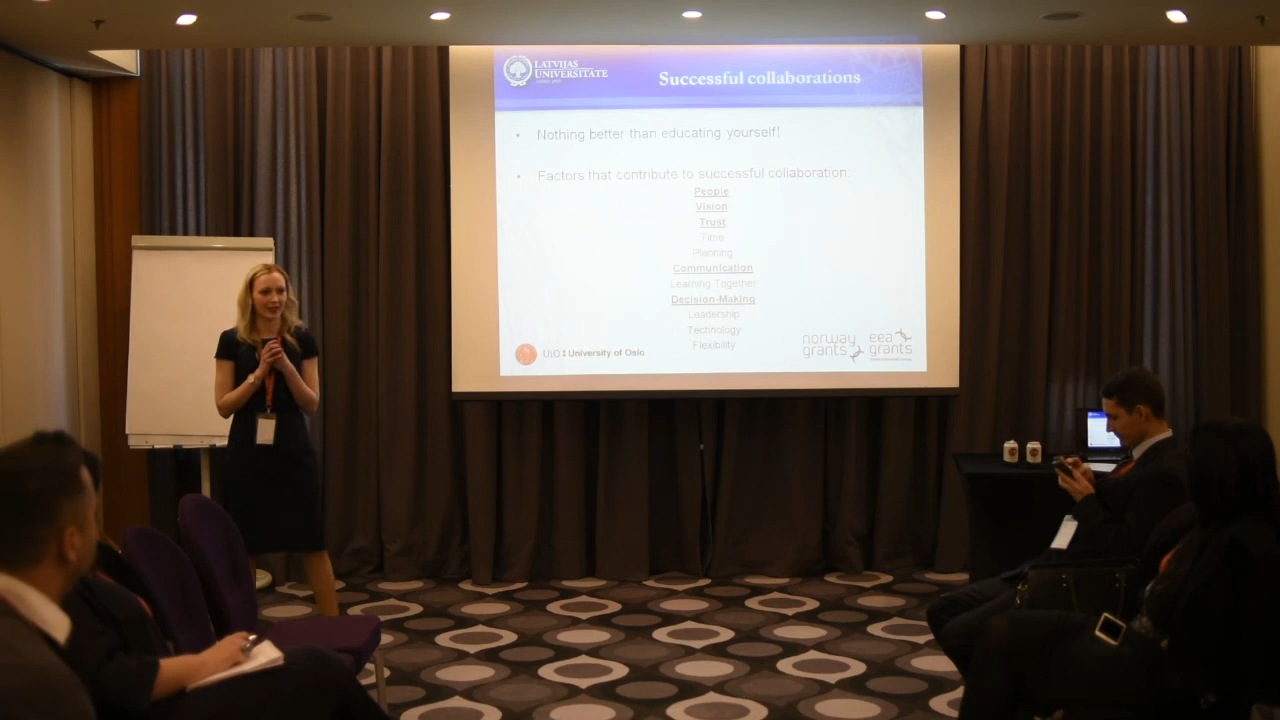 LATVIJAS
UNIVERSITĀTE
Successful collaborations
• Nothing better than educating yourself!
• Factors that contribute to successful collaboration:
People
Vision
Trust
Time
Planning
Communication
Learning Together
Decision-Making
Leadership
Technology
Flexibility
UiO University of Oslo
norway
grants
eea
grants